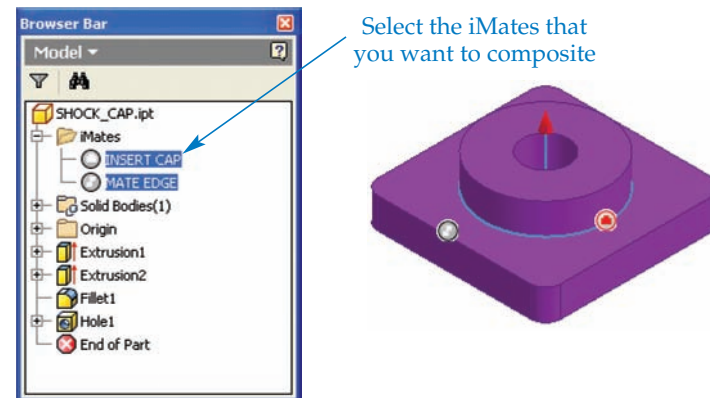 Browser Bar
Model
SHOCK_CAP.ipt
iMates
INSERT CAP
MATE EDGE
Solid Bodies(1)
Origin
Extrusion1
Extrusion2
Fillet1
Hole1
End of Part
Select the iMates that
you want to composite